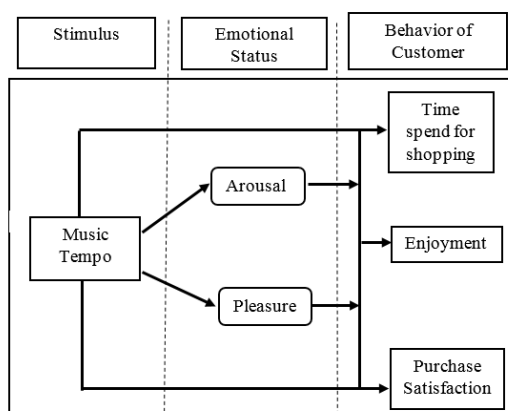 Stimulus
Emotional
Status
Behavior of
Customer
Time
spend for
shopping
Arousal
Music
Tempo
Enjoyment
Pleasure
Purchase
Satisfaction